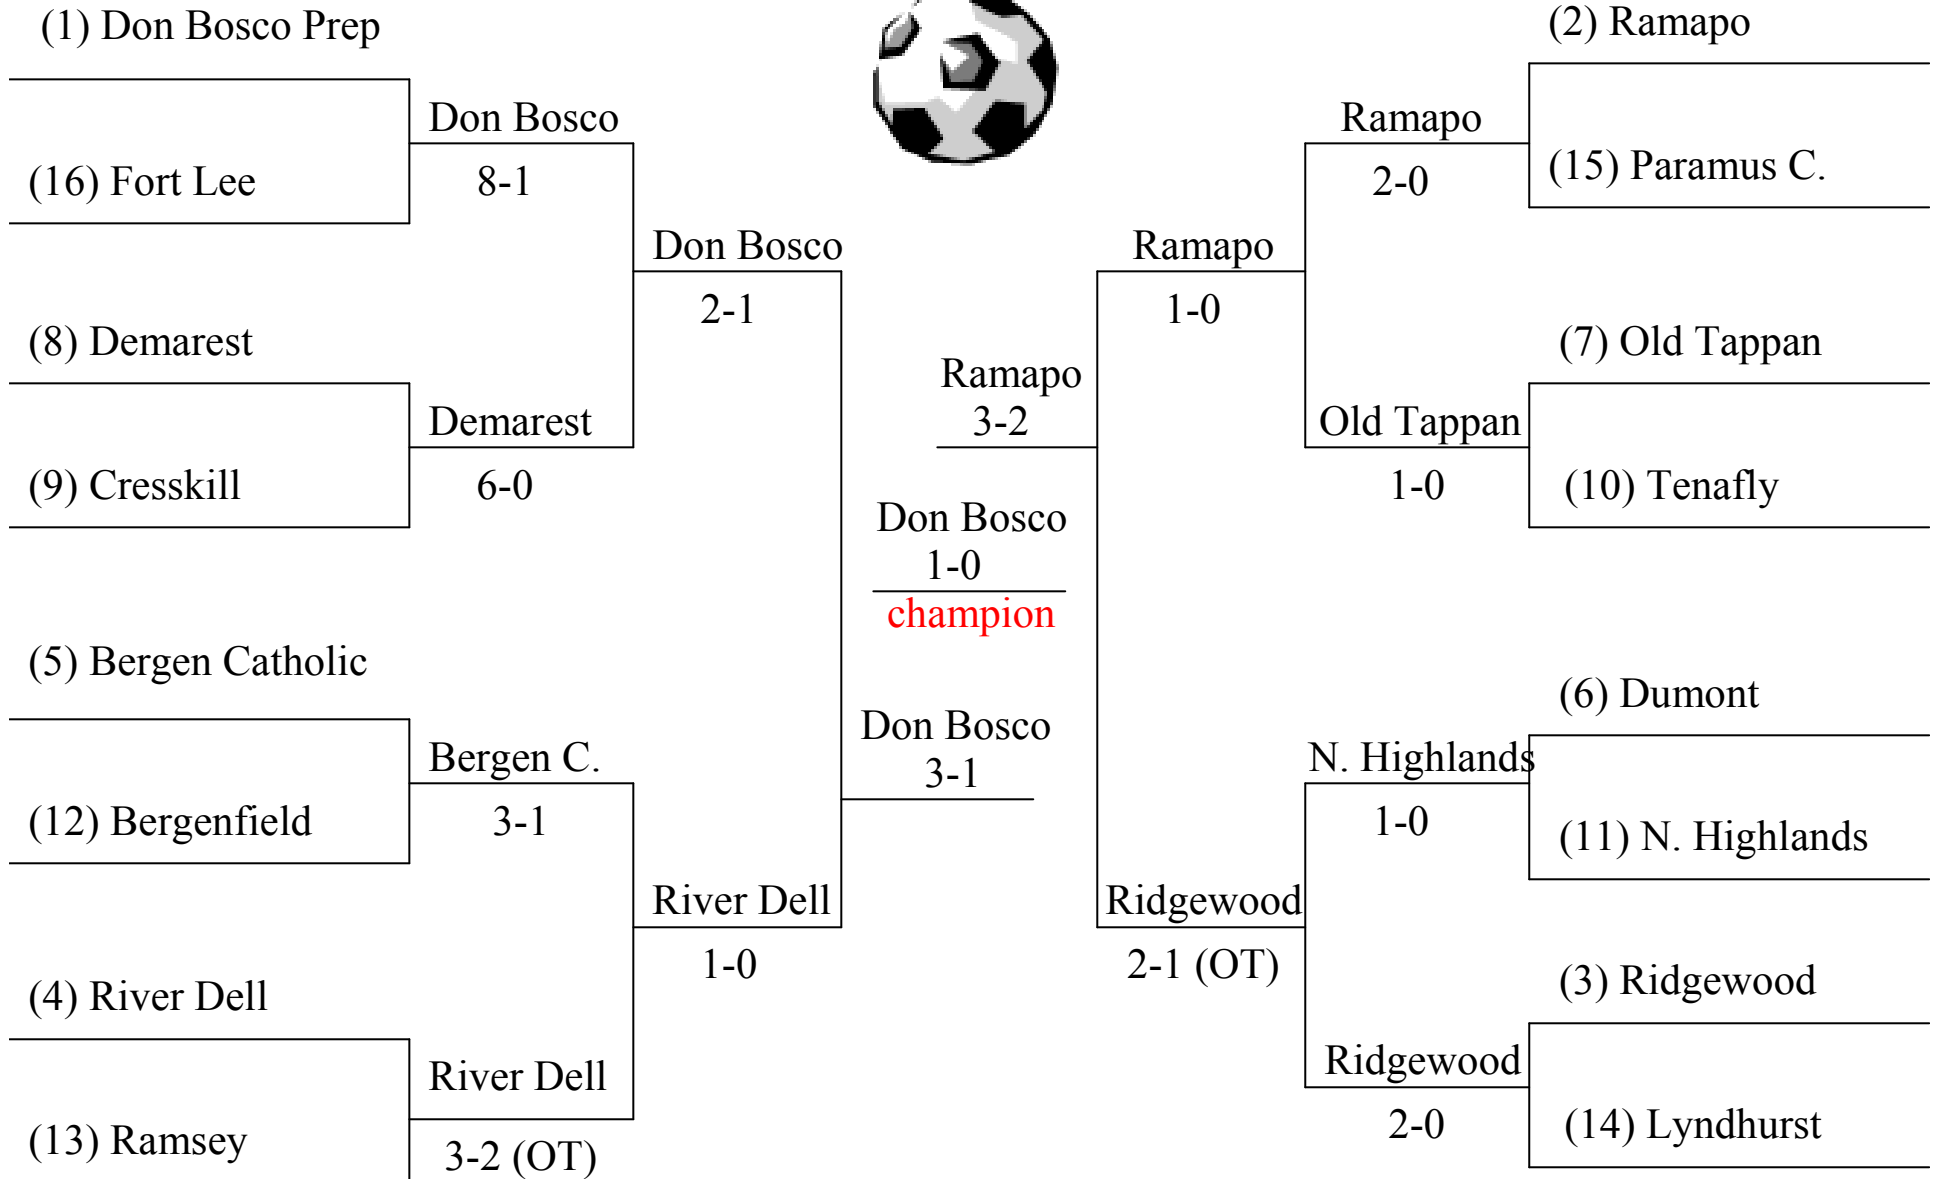 (1) Don Bosco Prep
Don Bosco
(16) Fort Lee
8-1
Don Bosco
2-1
(8) Demarest
Demarest
(9) Cresskill
6-0
(5) Bergen Catholic
Bergen C.
(12) Bergenfield
3-1
River Dell
1-0
(4) River Dell
River Dell
(13) Ramsey
3-2 (OT)
Ramapo
3-2
Don Bosco
1-0
champion
Don Bosco
3-1
(2) Ramapo
Ramapo
(15) Paramus C.
2-0
Ramapo
1-0
(7) Old Tappan
Old Tappan
(10) Tenafly
1-0
(6) Dumont
N. Highlands
(11) N. Highlands
1-0
Ridgewood
2-1 (OT)
(3) Ridgewood
Ridgewood
(14) Lyndhurst
2-0